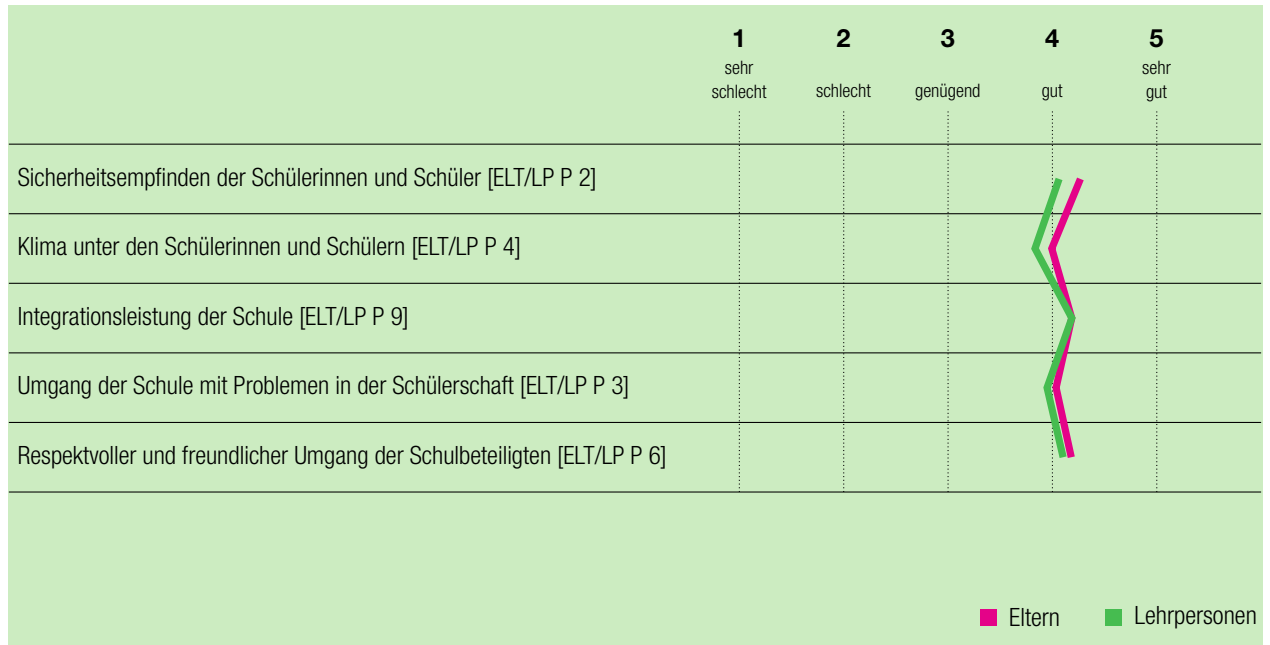 1 2 3 4 5
sehr schlecht schlecht genügend gut sehr gut
Sicherheitsempfinden der Schülerinnen und Schüler [ELT/LP P 2]
Klima unter den Schülerinnen und Schülern [ELT/LP P 4]
Integrationsleistung der Schule [ELT/LP P 9]
Umgang der Schule mit Problemen in der Schülerschaft [ELT/LP P 3]
Respektvoller und freundlicher Umgang der Schulbeteiligten [ELT/LP P 6]
Eltern Lehrpersonen